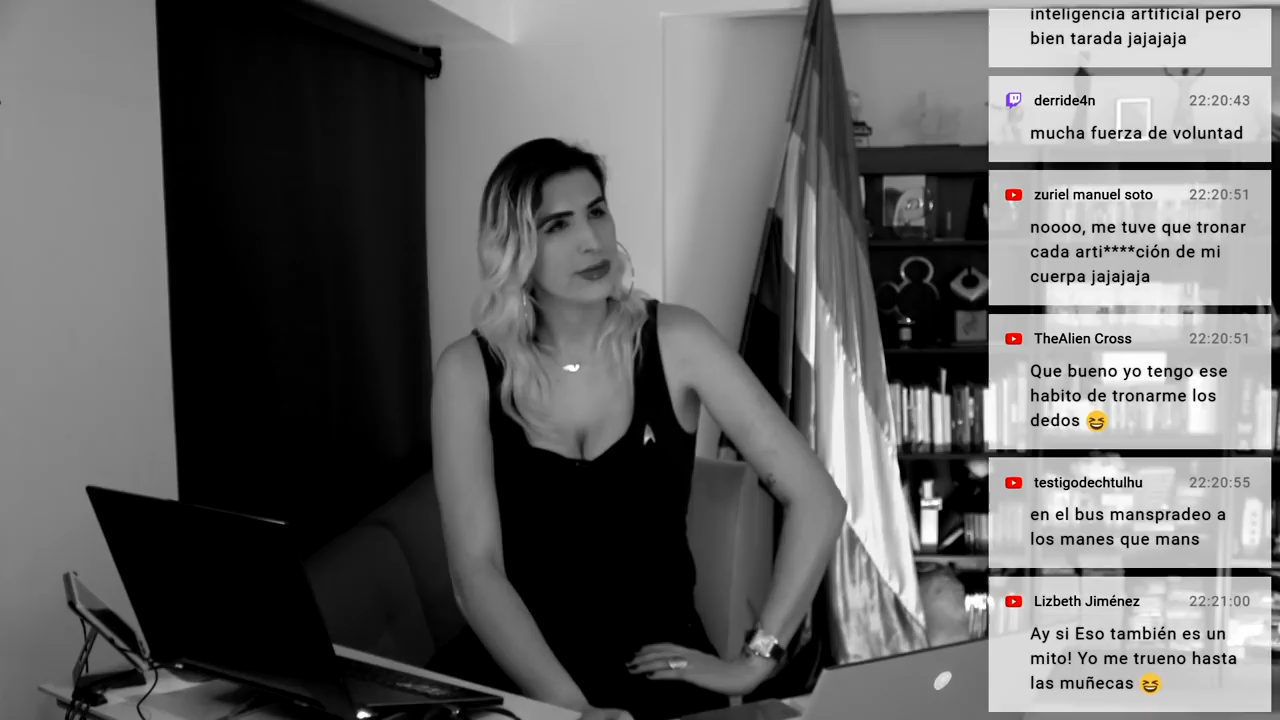 inteligencia artificial pero
bien tarada jajajaja
derride4n 22:20:43
mucha fuerza de voluntad
zuriel manuel soto 22:20:51
noooo, me tuve que tronar
cada arti****ción de mi
cuerpa jajajaja
TheAlien Cross 22:20:51
Que bueno yo tengo ese
habito de tronarme los
dedos 😆
testigodechtulhu 22:20:55
en el bus manspradeo a
los manes que mans
Lizbeth Jiménez 22:21:00
Ay si Eso también es un
mito! Yo me trueno hasta
las muñecas 😆